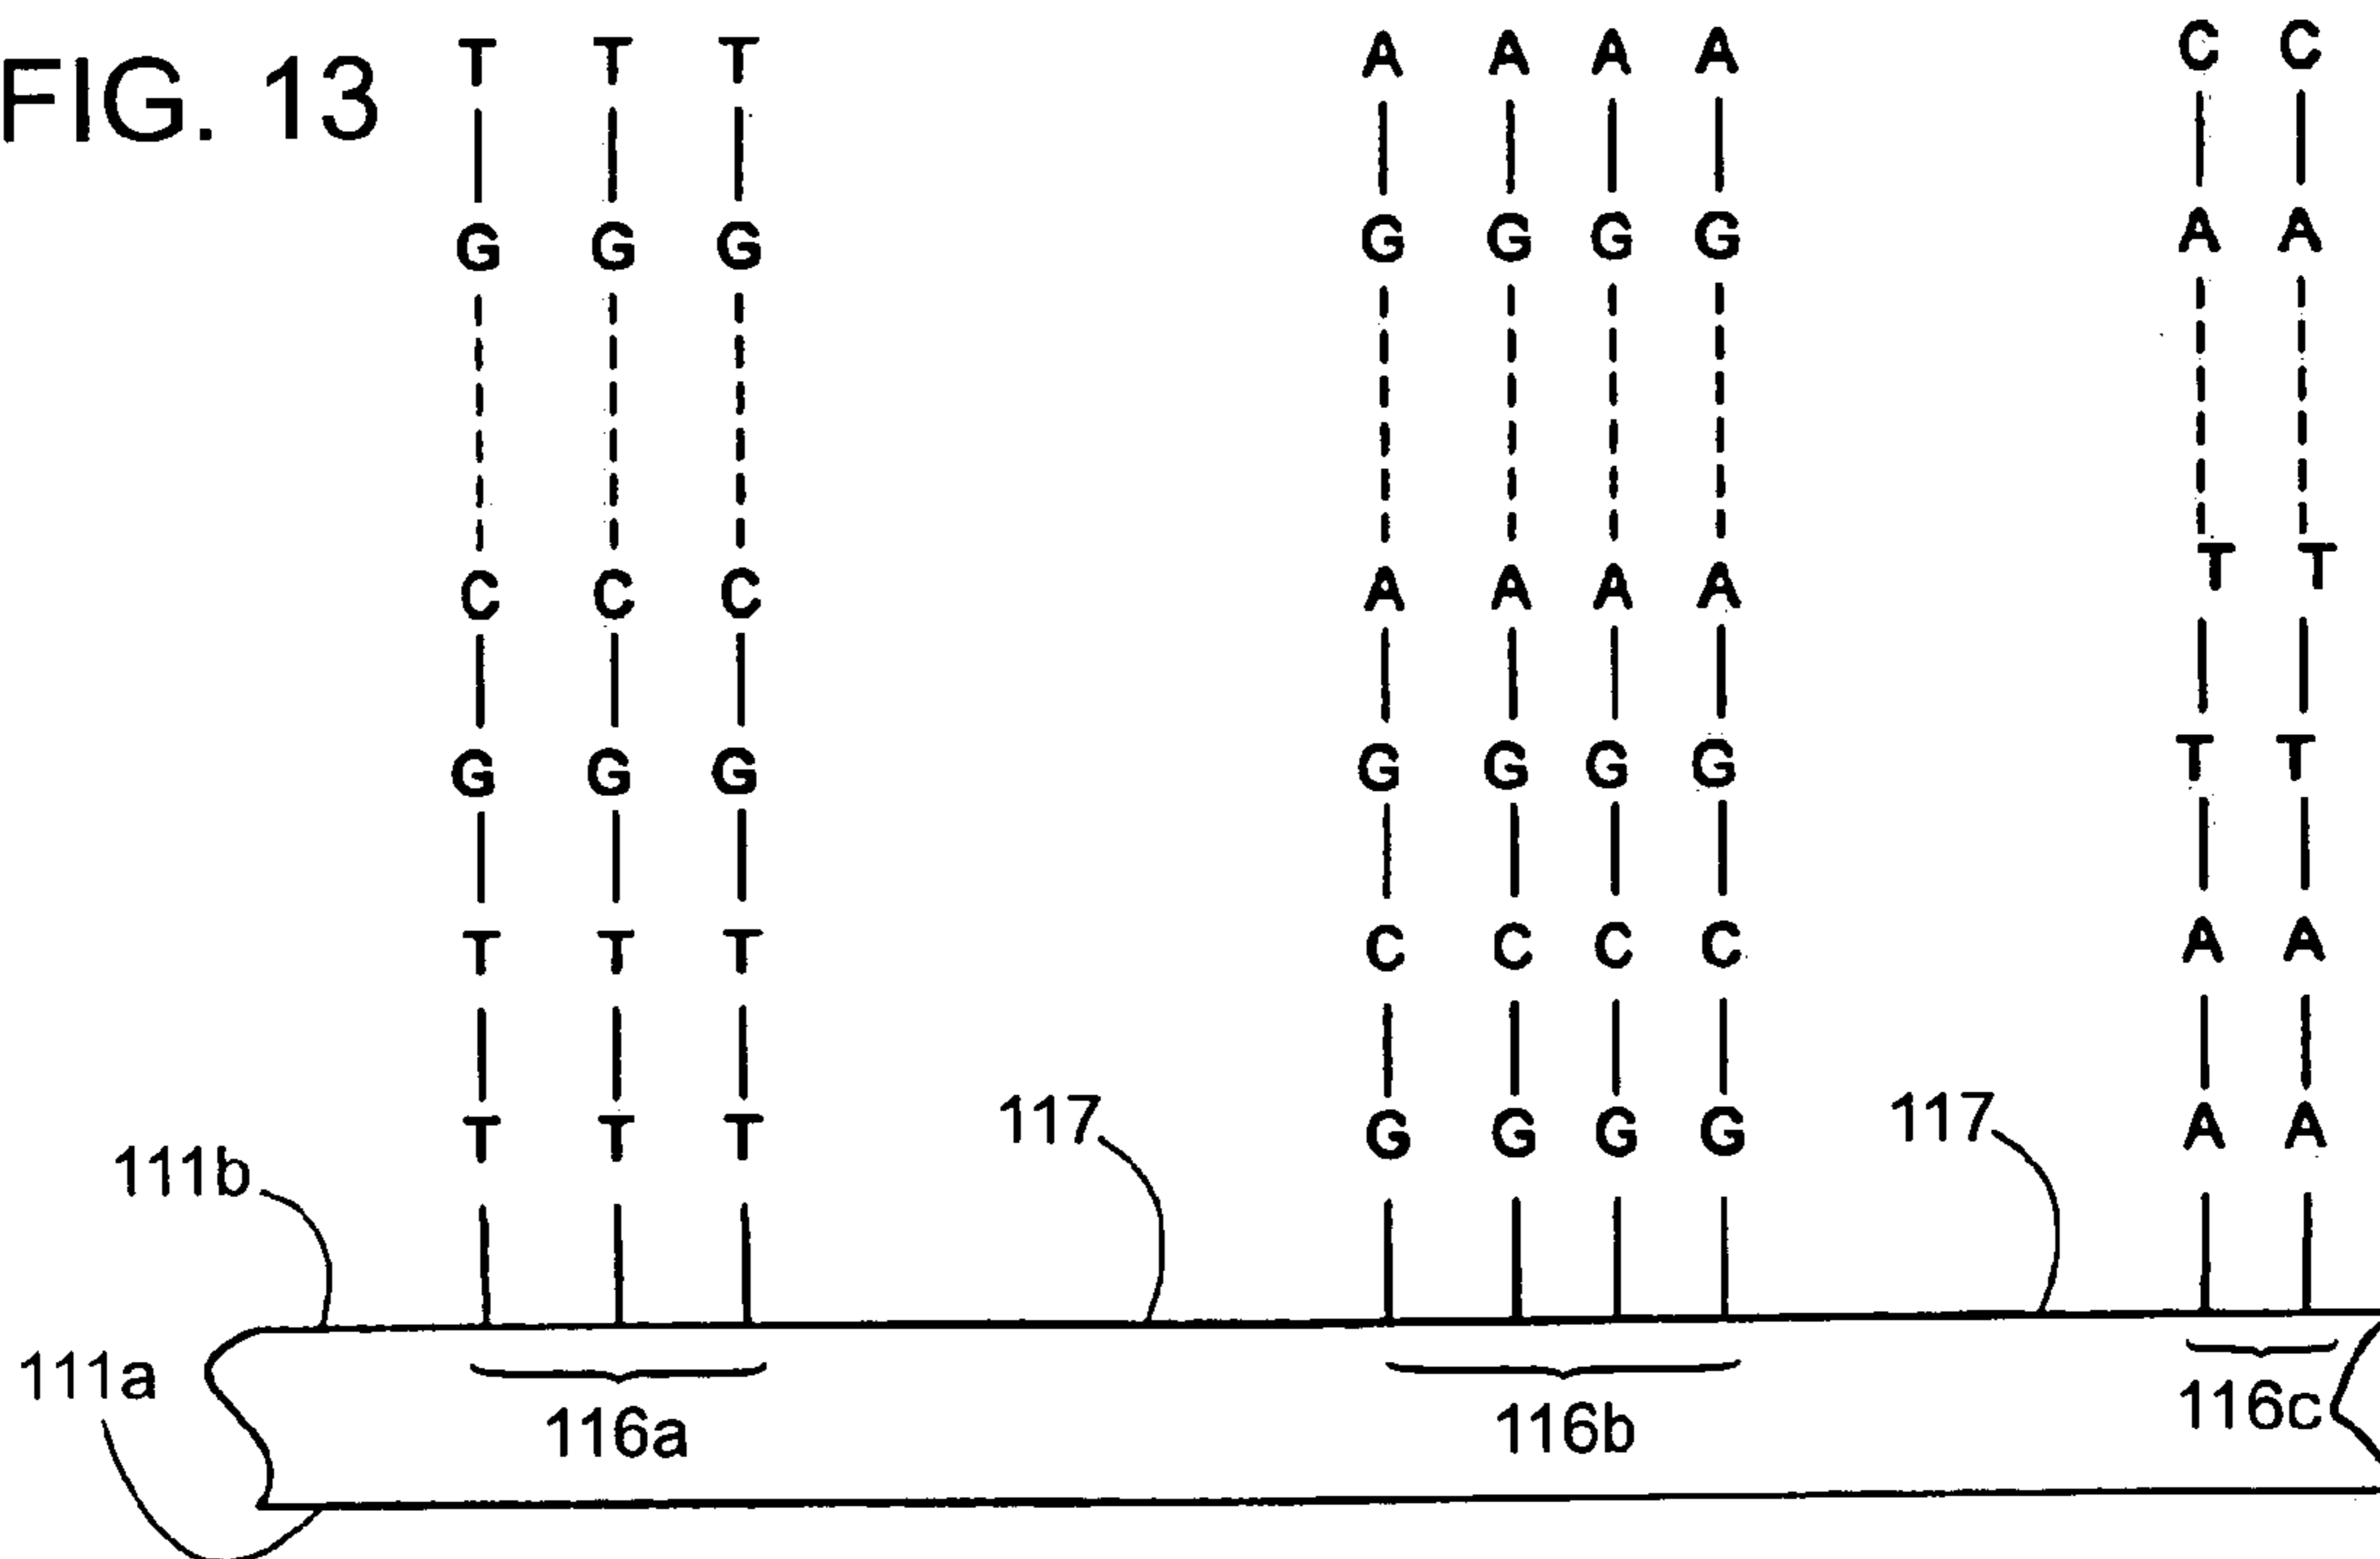 FIG. 13
T T T A A A A C C
G G G G G G G A A
C C C A A A A T T
G G G G G G G T T
T T T C C C C A A
T T T G G G G A A
111b 117 117
111a 116a 116b 116c